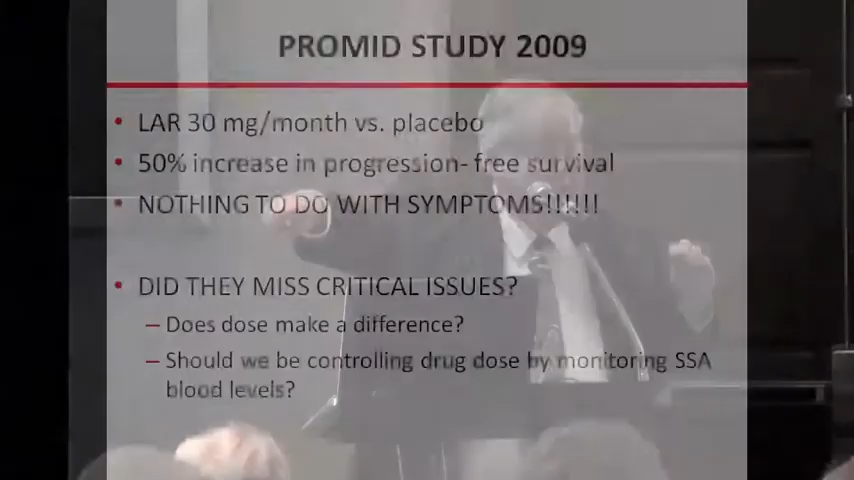 PROMID STUDY 2009
• LAR 30 mg/month vs. placebo
• 50% increase in progression- free survival
• NOTHING TO DO WITH SYMPTOMS!!!!!!
• DID THEY MISS CRITICAL ISSUES?
– Does dose make a difference?
– Should we be controlling drug dose by monitoring SSA
blood levels?